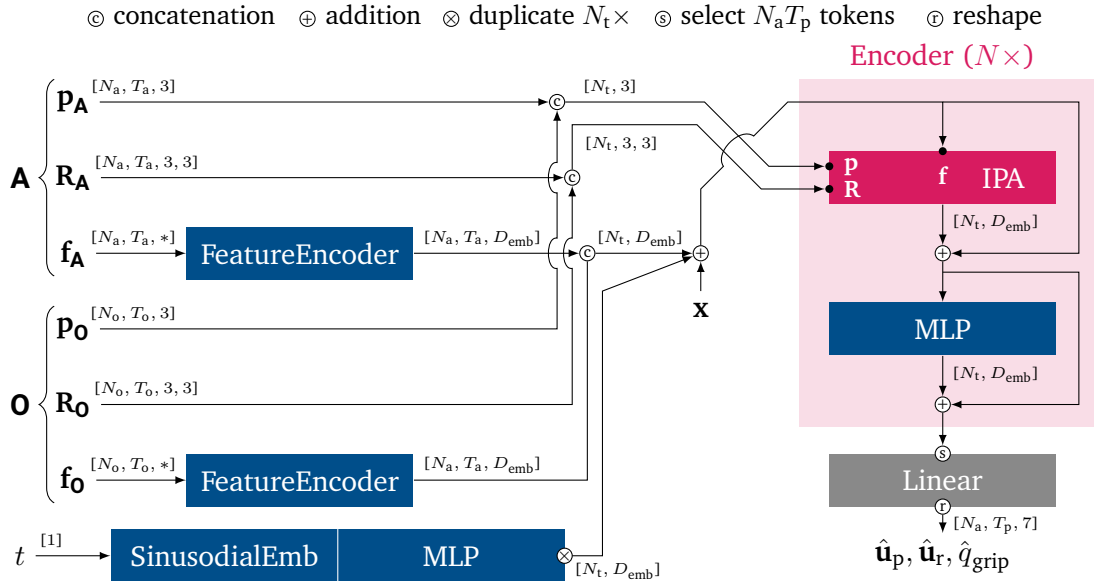 ⓒ concatenation ⊕ addition ⊗ duplicate N_t× ⓢ select N_aT_p tokens ⓡ reshape
Encoder (N×)
A
p_A [N_a, T_a, 3] ⓒ [N_t, 3]
R_A [N_a, T_a, 3, 3] ⓒ [N_t, 3, 3]
f_A [N_a, T_a, *] FeatureEncoder [N_a, T_a, D_emb] ⓒ [N_t, D_emb] ⊕
x
O
p_O [N_o, T_o, 3]
R_O [N_o, T_o, 3, 3]
f_O [N_o, T_o, *] FeatureEncoder [N_a, T_a, D_emb]
t [1] SinusodialEmb MLP ⊗ [N_t, D_emb]
p
R
f IPA
[N_t, D_emb]
⊕
MLP
[N_t, D_emb]
⊕
ⓢ
Linear
ⓡ
[N_a, T_p, 7]
û_p, û_r, q̂_grip